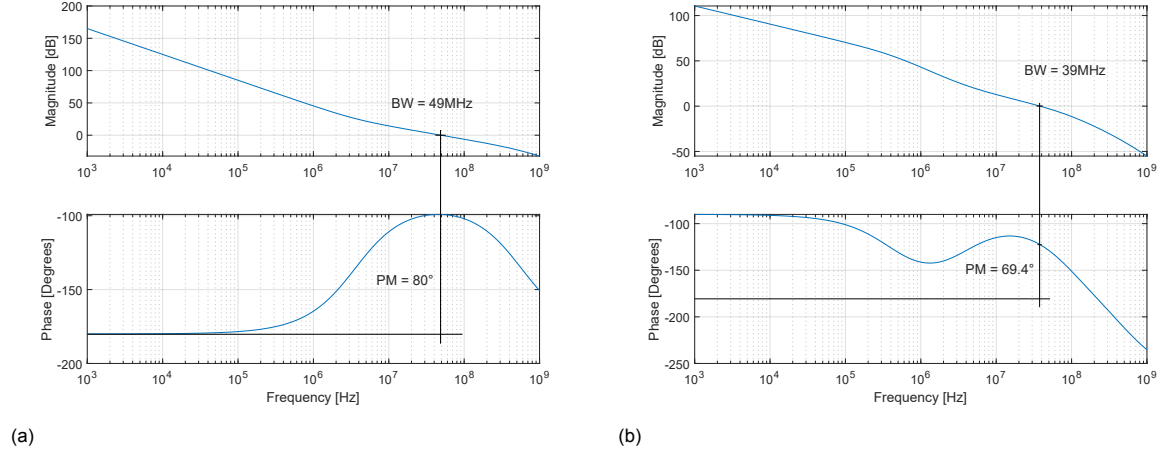 200
150
100
50
0
Magnitude [dB]
BW = 49MHz
10^3 10^4 10^5 10^6 10^7 10^8 10^9
-100
-150
-200
Phase [Degrees]
PM = 80°
10^3 10^4 10^5 10^6 10^7 10^8 10^9
Frequency [Hz]
(a)
100
50
0
-50
Magnitude [dB]
BW = 39MHz
10^3 10^4 10^5 10^6 10^7 10^8 10^9
-100
-150
-200
-250
Phase [Degrees]
PM = 69.4°
10^3 10^4 10^5 10^6 10^7 10^8 10^9
Frequency [Hz]
(b)